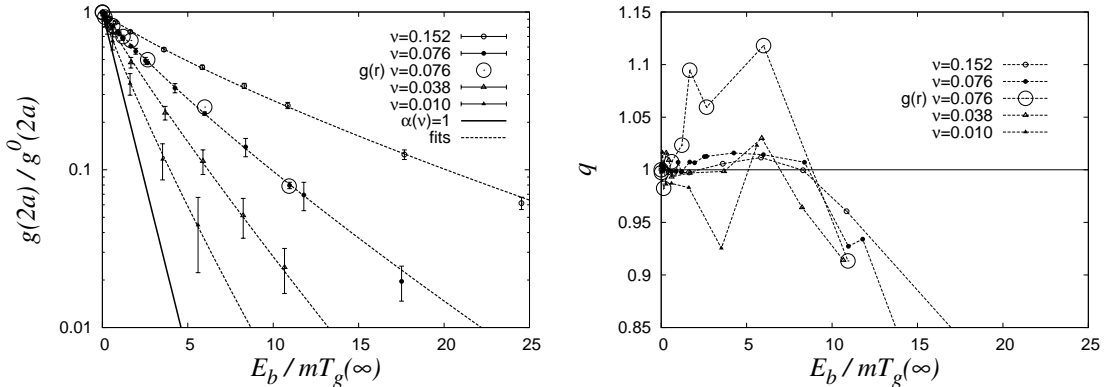 g(2a) / g⁰(2a)
1
0.1
0.01
ν=0.152
ν=0.076
g(r) ν=0.076
ν=0.038
ν=0.010
α(ν)=1
fits
0 5 10 15 20 25
E_b / mT_g(∞)
q
1.15
1.1
1.05
1
0.95
0.9
0.85
ν=0.152
ν=0.076
g(r) ν=0.076
ν=0.038
ν=0.010
0 5 10 15 20 25
E_b / mT_g(∞)